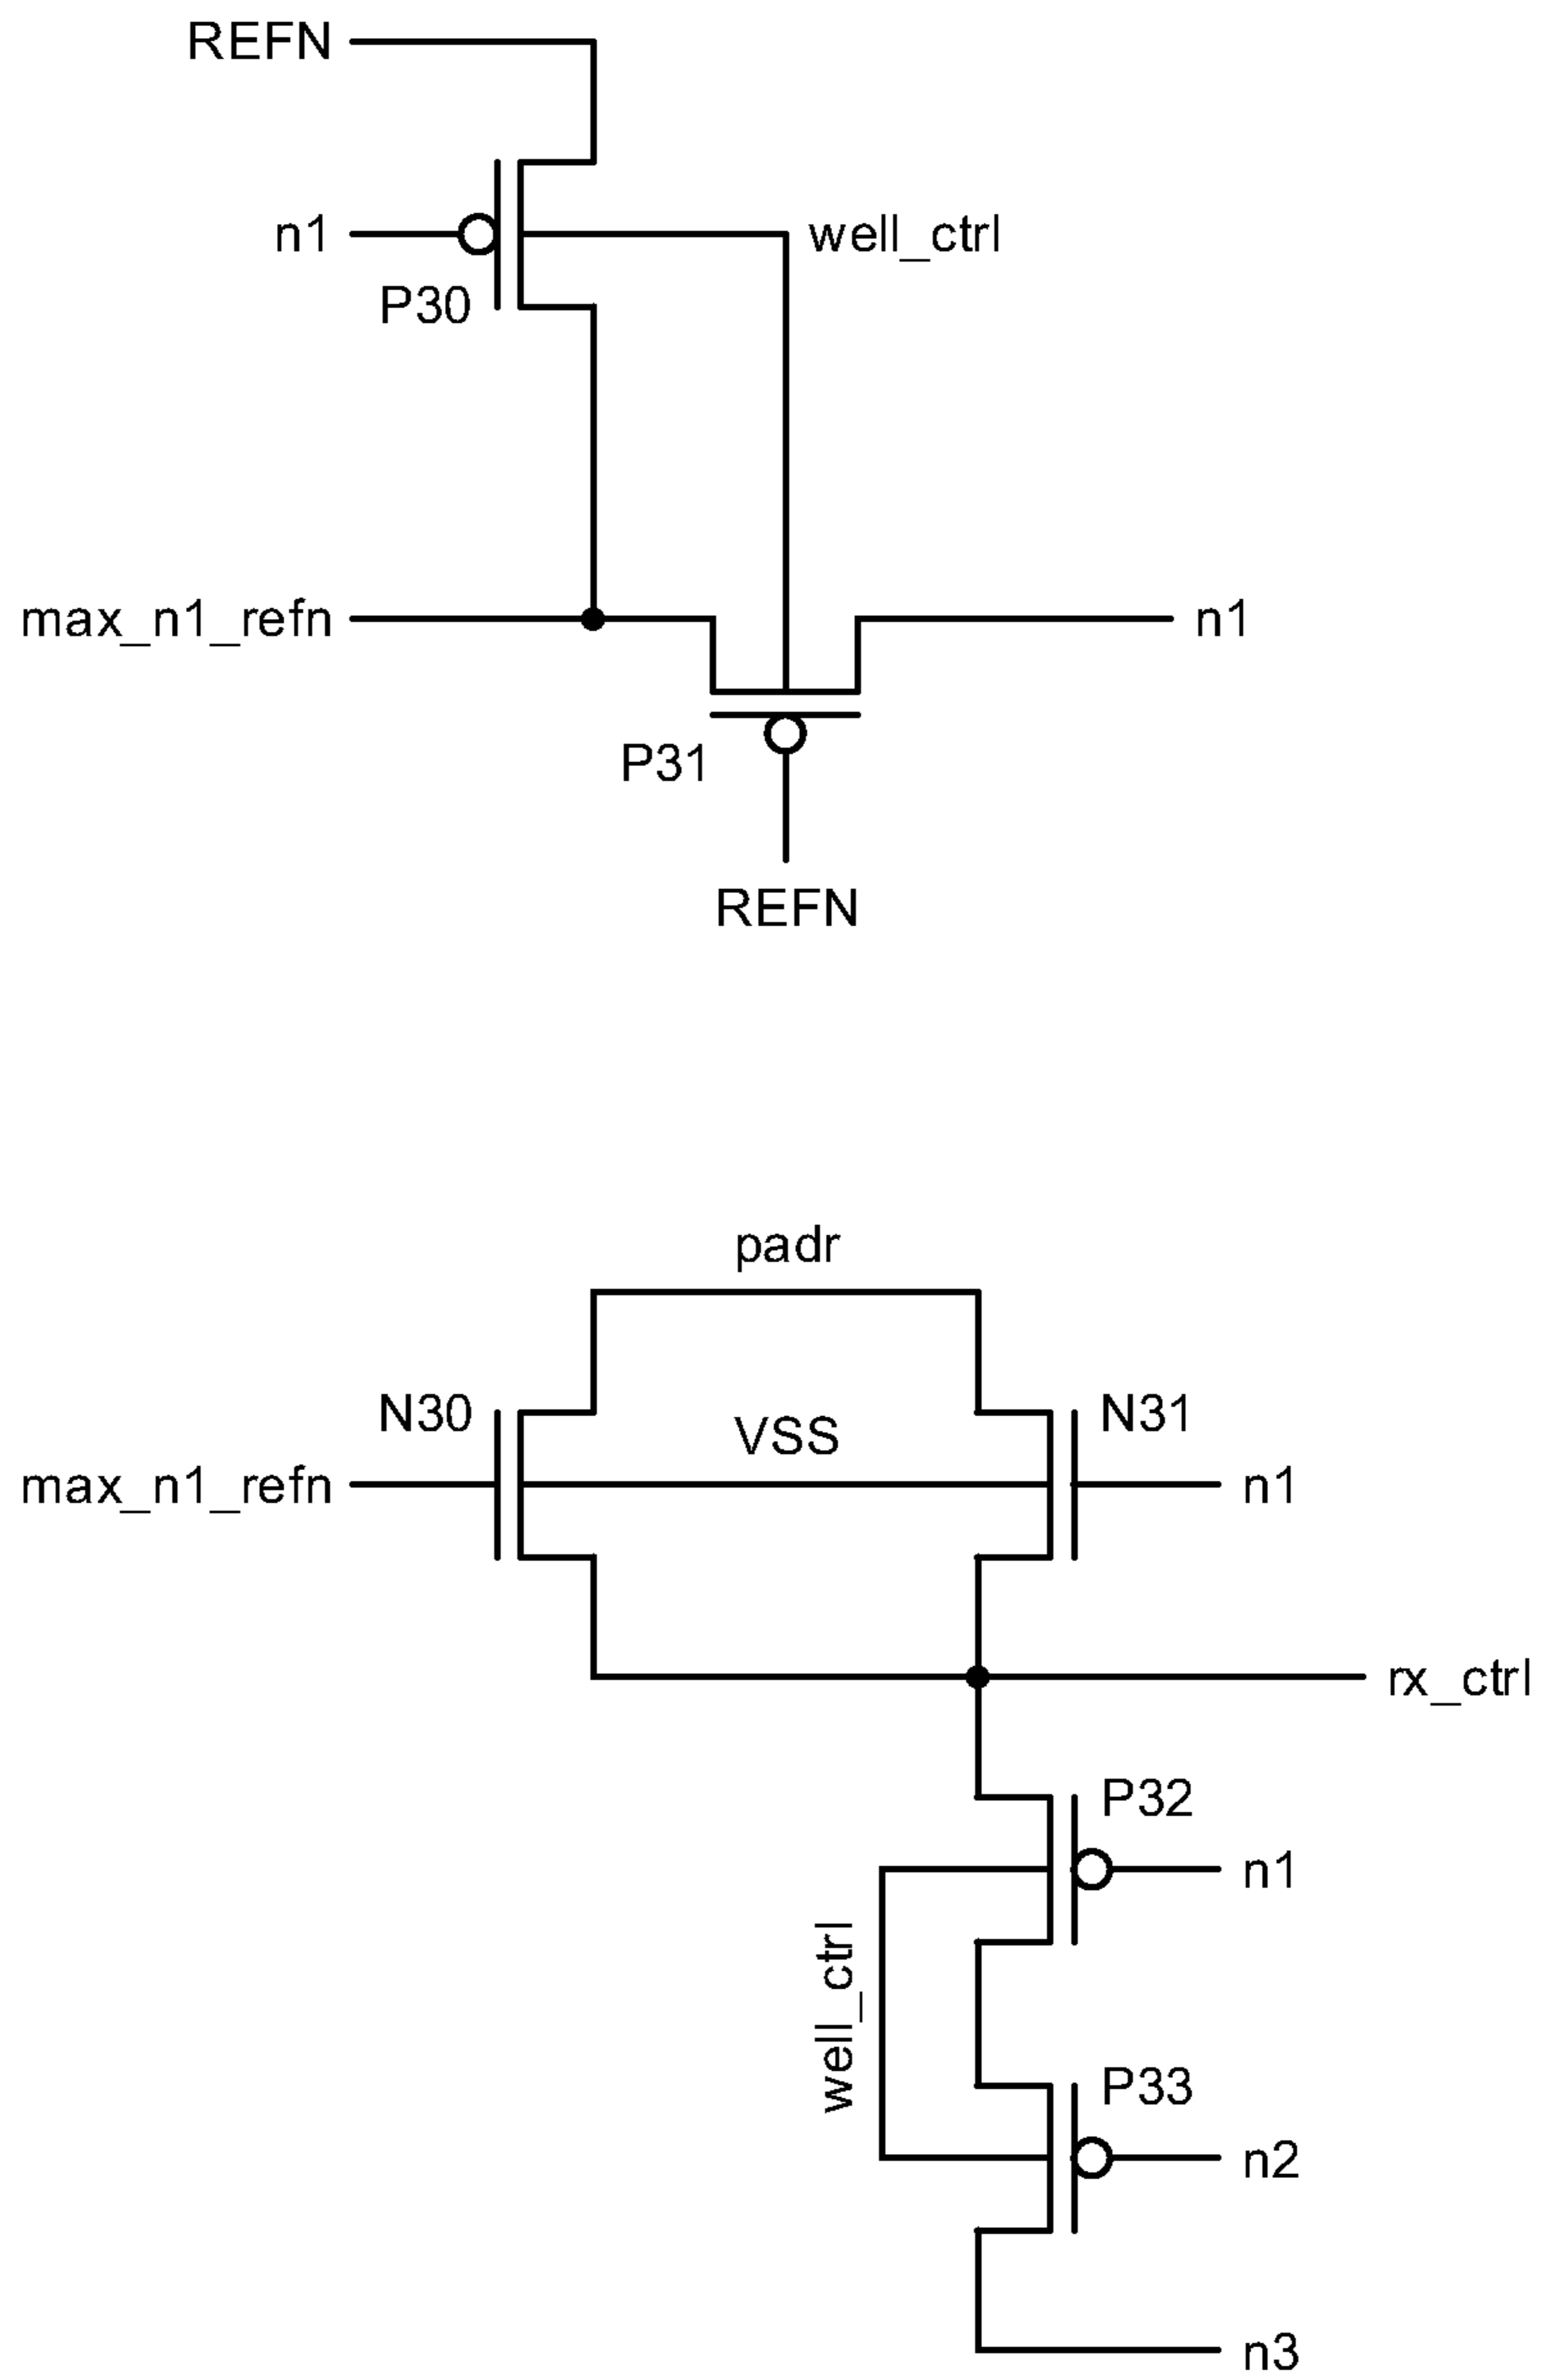 REFN
n1
well_ctrl
P30
max_n1_refn
n1
P31
REFN
padr
N30
N31
VSS
max_n1_refn
n1
rx_ctrl
P32
n1
well_ctrl
P33
n2
n3